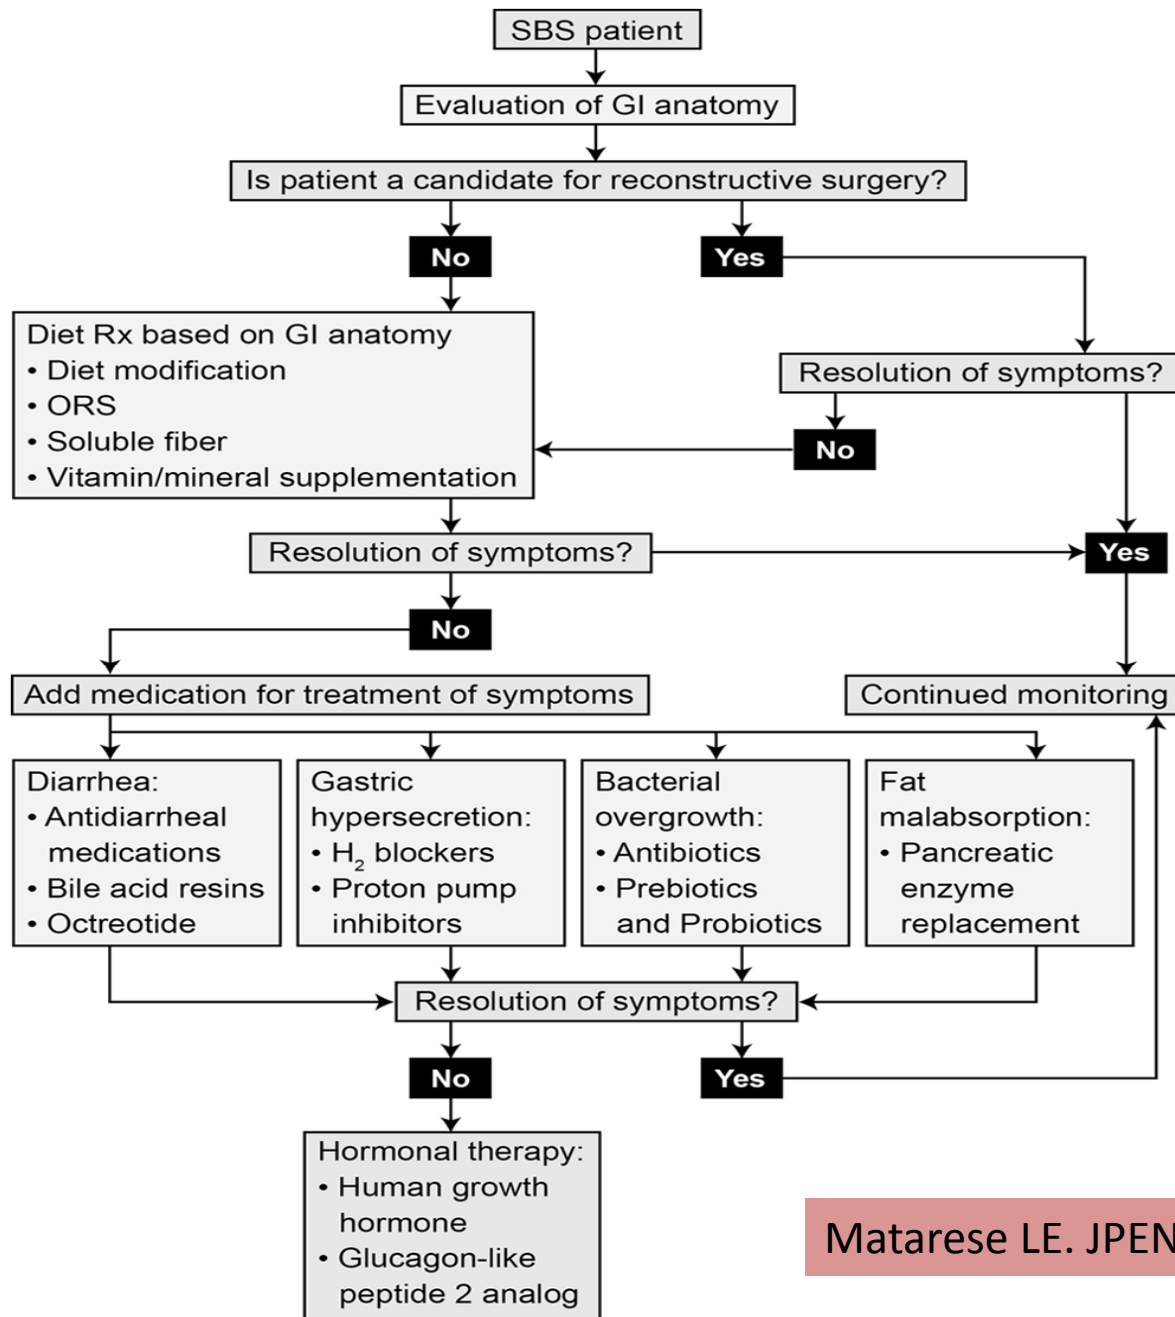 SBS patient
Evaluation of GI anatomy
Is patient a candidate for reconstructive surgery?
No
Yes
Diet Rx based on GI anatomy
• Diet modification
• ORS
• Soluble fiber
• Vitamin/mineral supplementation
Resolution of symptoms?
No
Resolution of symptoms?
Yes
No
Add medication for treatment of symptoms
Continued monitoring
Diarrhea:
• Antidiarrheal
medications
• Bile acid resins
• Octreotide
Gastric
hypersecretion:
• H₂ blockers
• Proton pump
inhibitors
Bacterial
overgrowth:
• Antibiotics
• Prebiotics
and Probiotics
Fat
malabsorption:
• Pancreatic
enzyme
replacement
Resolution of symptoms?
No
Yes
Hormonal therapy:
• Human growth
hormone
• Glucagon-like
peptide 2 analog
Matarese LE. JPEN